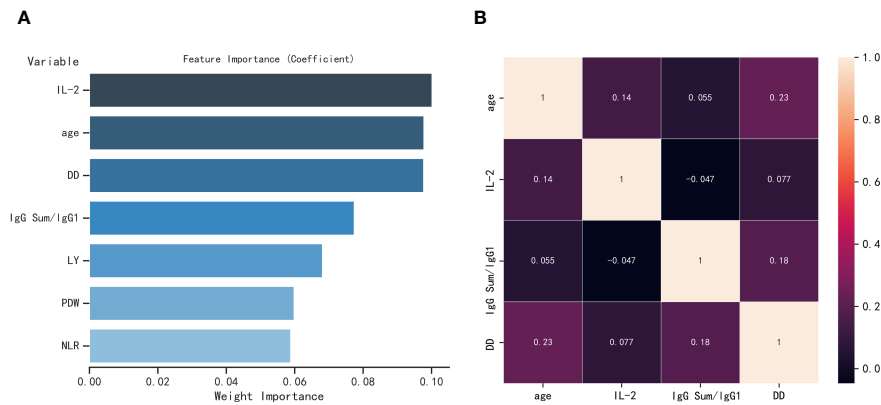 A
Variable
Feature Importance (Coefficient)
IL-2
age
DD
IgG Sum/IgG1
LY
PDW
NLR
0.00 0.02 0.04 0.06 0.08 0.10
Weight Importance
B
age 1 0.14 0.055 0.23
IL-2 0.14 1 -0.047 0.077
IgG Sum/IgG1 0.055 -0.047 1 0.18
DD 0.23 0.077 0.18 1
age IL-2 IgG Sum/IgG1 DD
1.0
0.8
0.6
0.4
0.2
0.0